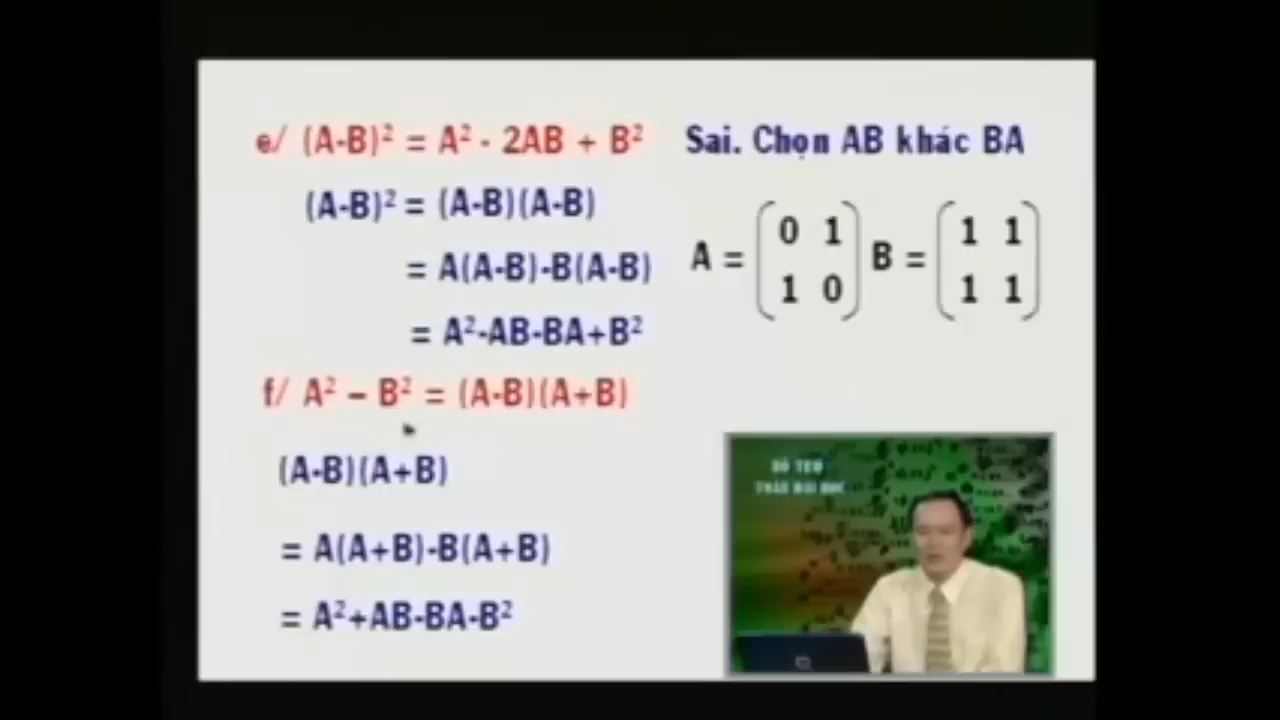 e/ (A-B)² = A² - 2AB + B²
Sai. Chọn AB khác BA
(A-B)² = (A-B)(A-B)
= A(A-B)-B(A-B)
= A²-AB-BA+B²
A = (0 1
1 0)
B = (1 1
1 1)
f/ A² – B² = (A-B)(A+B)
(A-B)(A+B)
= A(A+B)-B(A+B)
= A²+AB-BA-B²